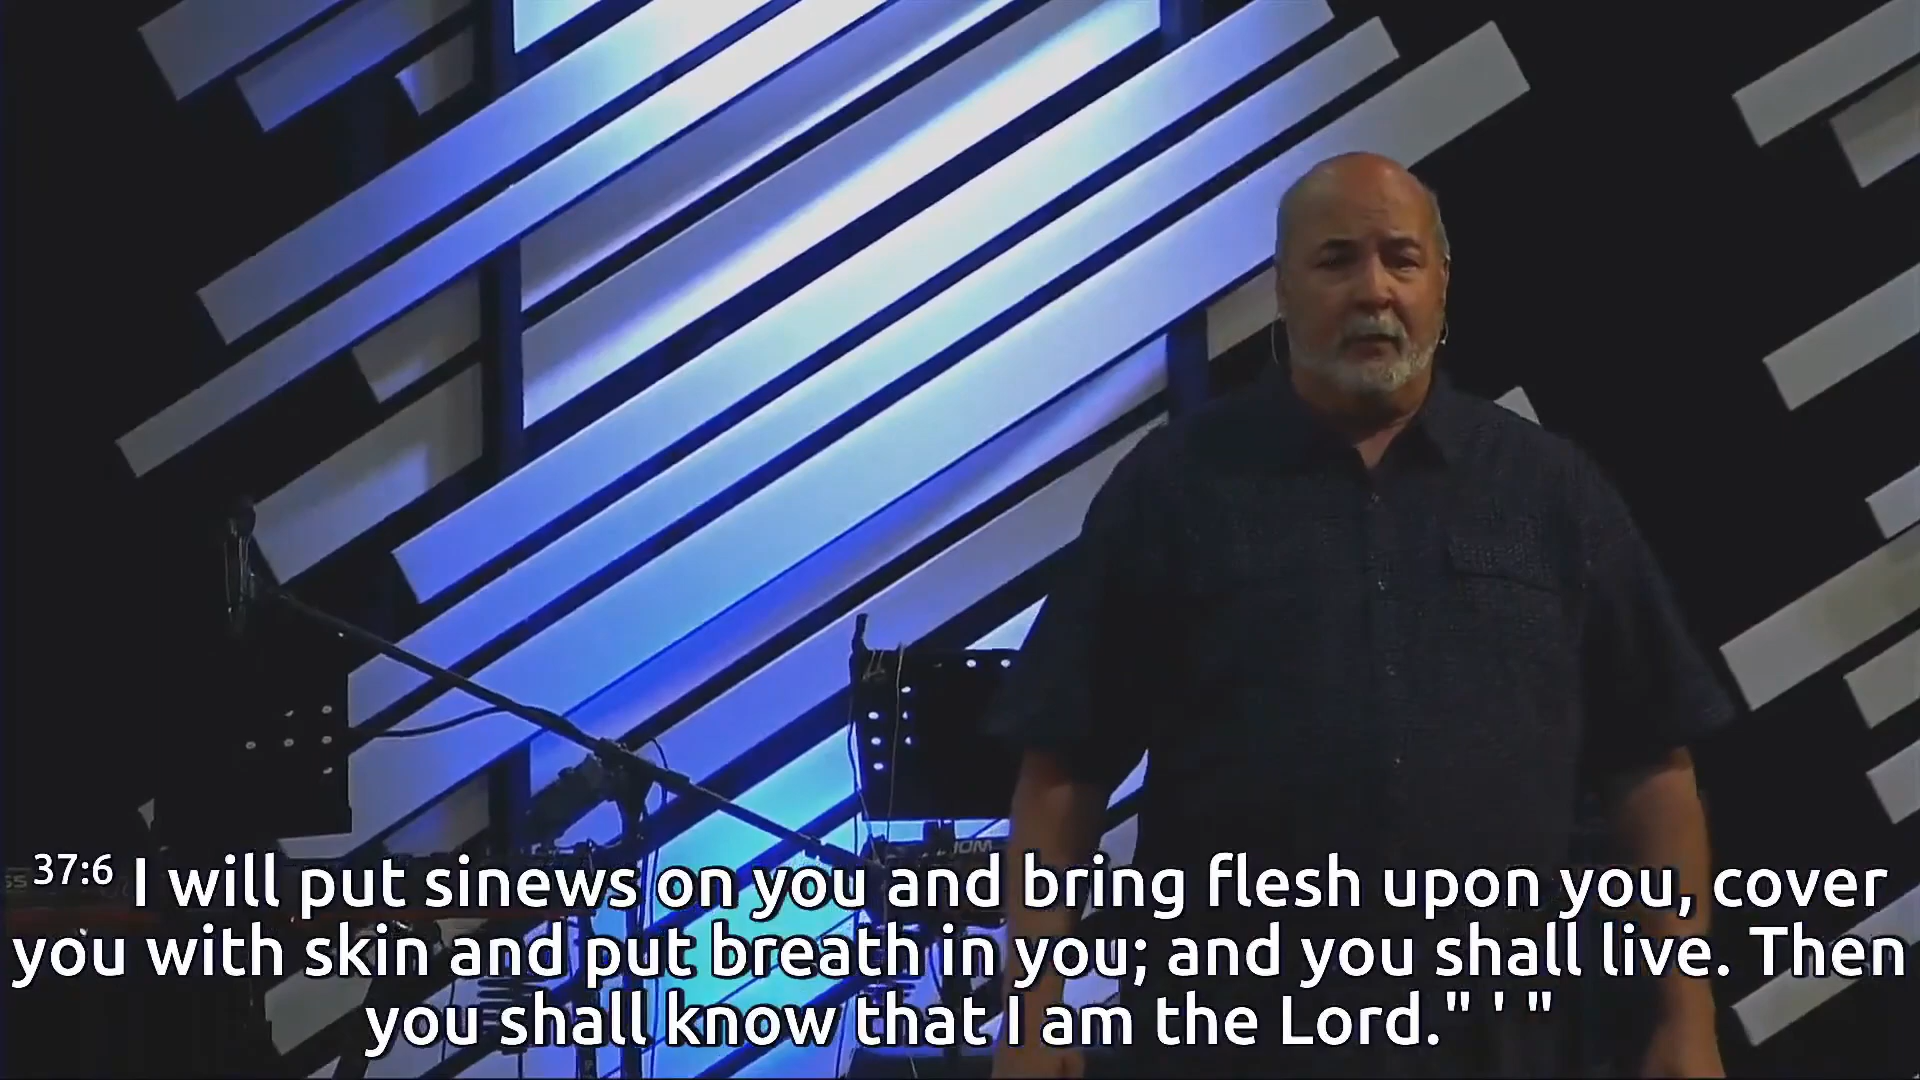 37:6 I will put sinews on you and bring flesh upon you, cover
you with skin and put breath in you; and you shall live. Then
you shall know that I am the Lord." ' "